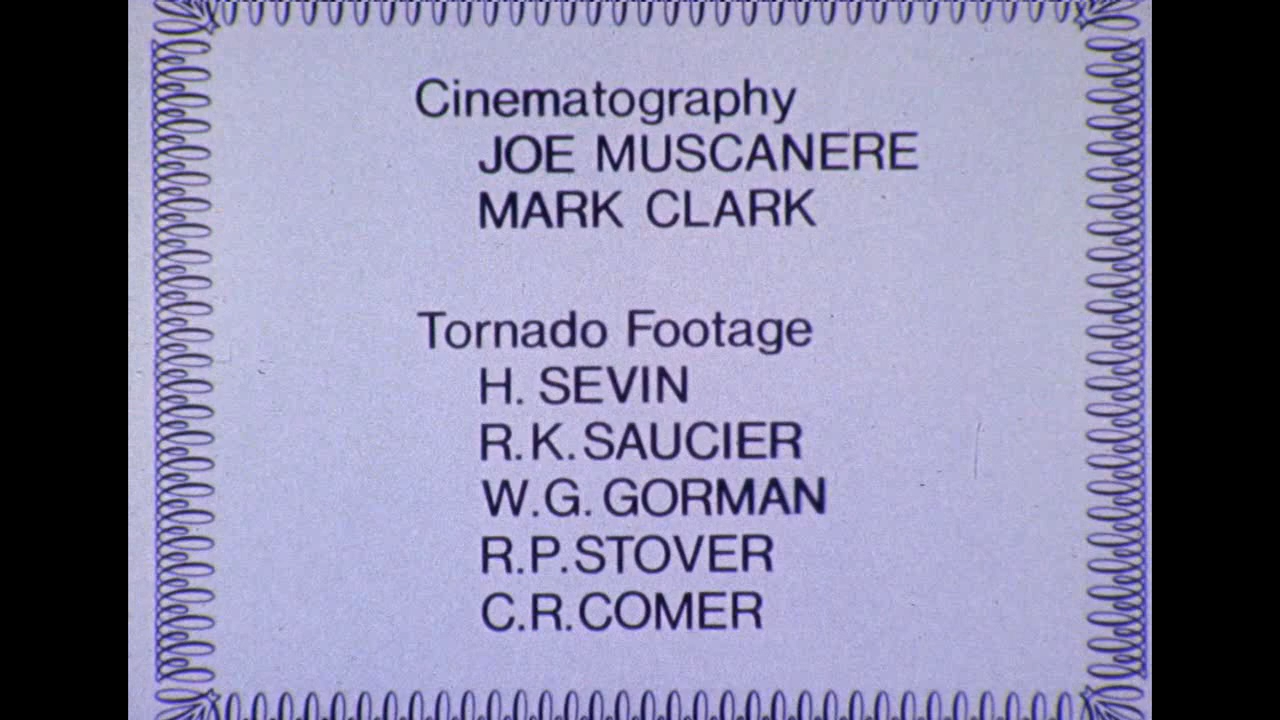 Cinematography
JOE MUSCANERE
MARK CLARK
Tornado Footage
H. SEVIN
R.K.SAUCIER
W.G. GORMAN
R.P.STOVER
C.R.COMER